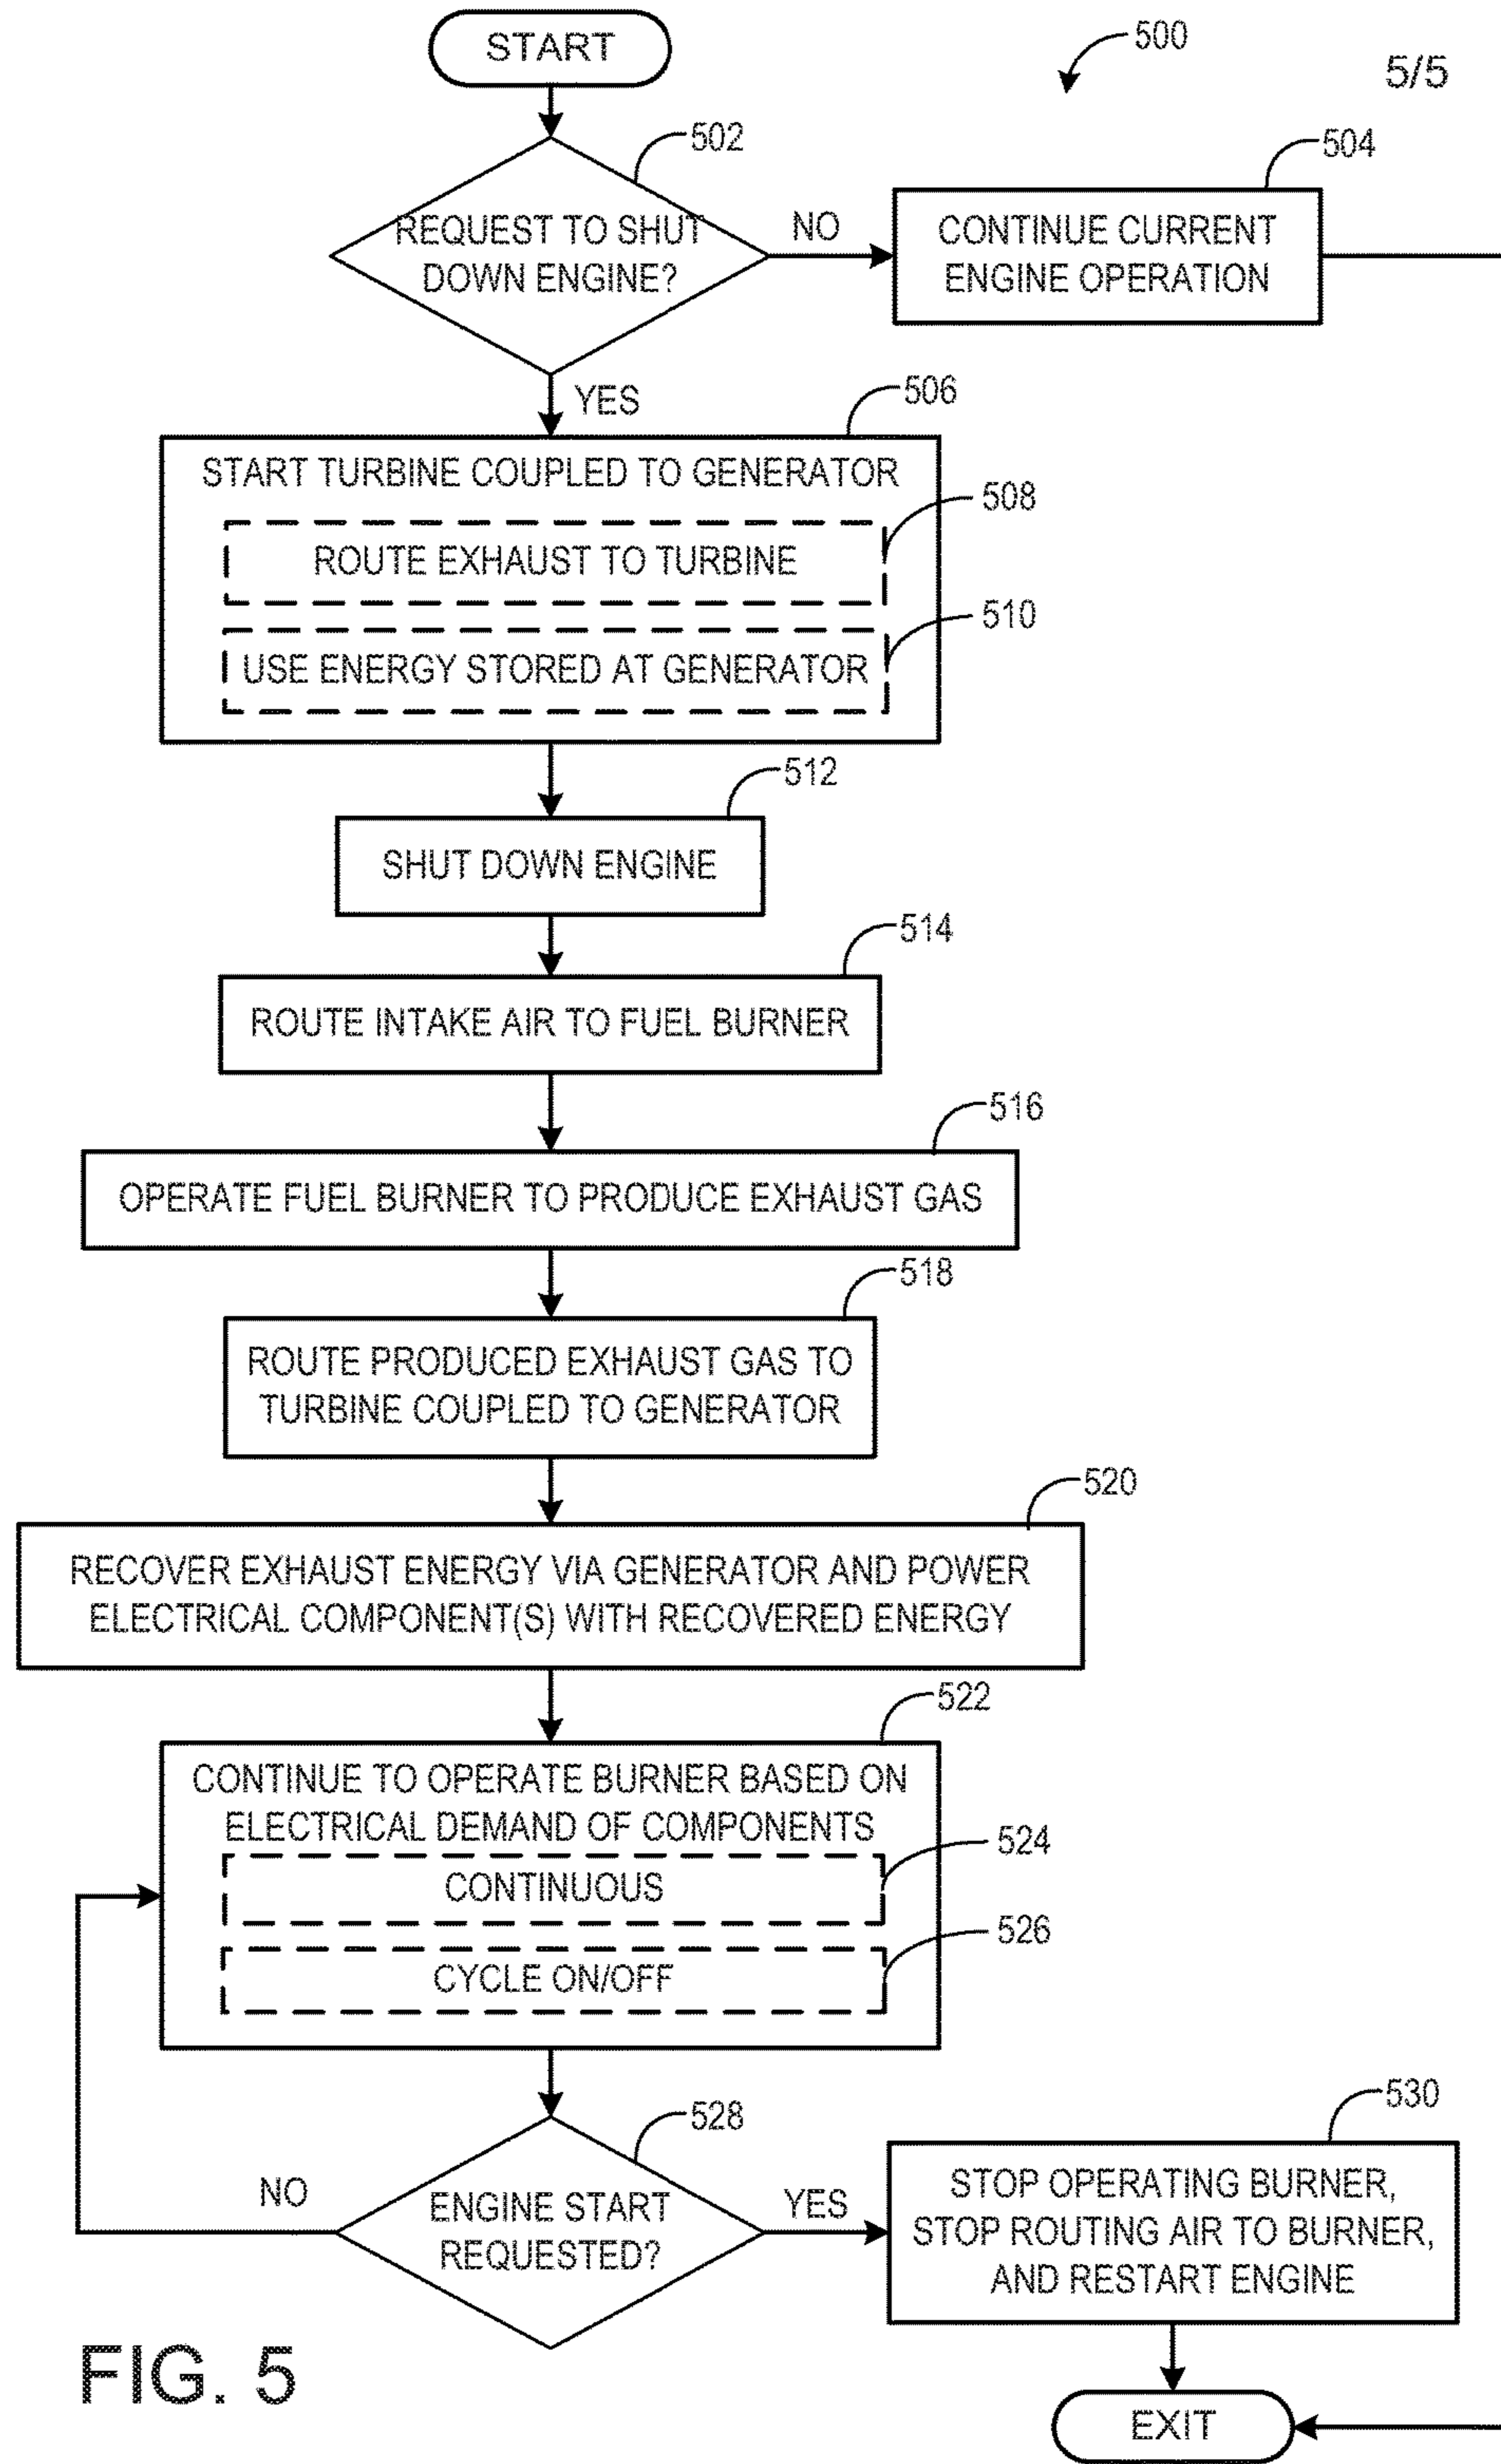 START
500
5/5
502
504
REQUEST TO SHUT
DOWN ENGINE?
NO
CONTINUE CURRENT
ENGINE OPERATION
YES
506
START TURBINE COUPLED TO GENERATOR
508
ROUTE EXHAUST TO TURBINE
510
USE ENERGY STORED AT GENERATOR
512
SHUT DOWN ENGINE
514
ROUTE INTAKE AIR TO FUEL BURNER
516
OPERATE FUEL BURNER TO PRODUCE EXHAUST GAS
518
ROUTE PRODUCED EXHAUST GAS TO
TURBINE COUPLED TO GENERATOR
520
RECOVER EXHAUST ENERGY VIA GENERATOR AND POWER
ELECTRICAL COMPONENT(S) WITH RECOVERED ENERGY
522
CONTINUE TO OPERATE BURNER BASED ON
ELECTRICAL DEMAND OF COMPONENTS
524
CONTINUOUS
526
CYCLE ON/OFF
528
530
NO
ENGINE START
REQUESTED?
YES
STOP OPERATING BURNER,
STOP ROUTING AIR TO BURNER,
AND RESTART ENGINE
FIG. 5
EXIT